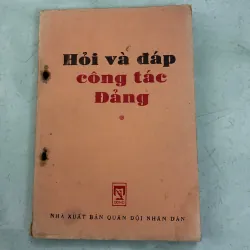 Hỏi và đáp
công tác
Đảng
NHÀ XUẤT BẢN QUÂN ĐỘI NHÂN DÂN